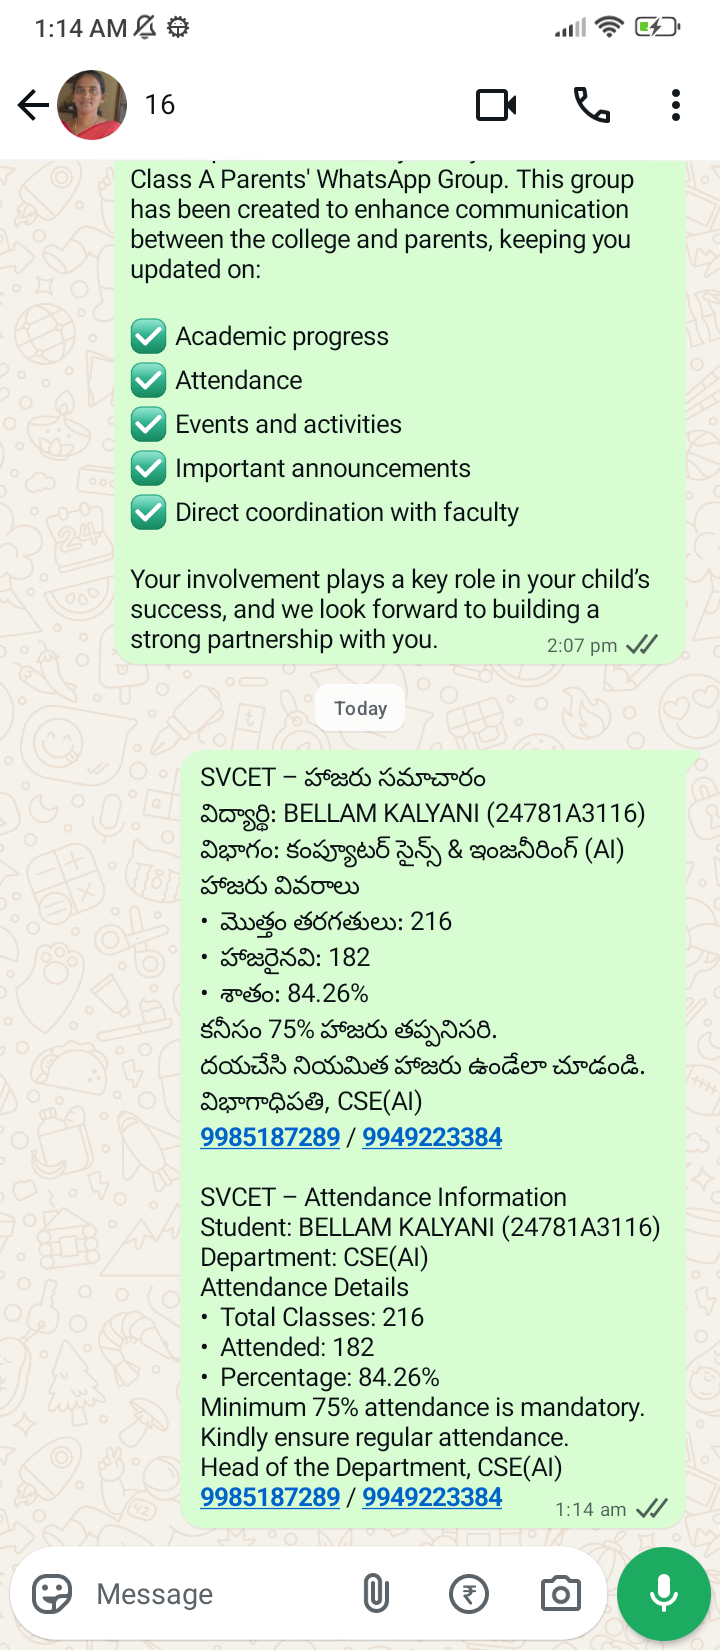 1:14 AM
16
Class A Parents' WhatsApp Group. This group
has been created to enhance communication
between the college and parents, keeping you
updated on:
✅ Academic progress
✅ Attendance
✅ Events and activities
✅ Important announcements
✅ Direct coordination with faculty
Your involvement plays a key role in your child’s
success, and we look forward to building a
strong partnership with you.
2:07 pm
Today
SVCET – హాజరు సమాచారం
విద్యార్థి: BELLAM KALYANI (24781A3116)
విభాగం: కంప్యూటర్ సైన్స్ & ఇంజనీరింగ్ (AI)
హాజరు వివరాలు
• మొత్తం తరగతులు: 216
• హాజరైనవి: 182
• శాతం: 84.26%
కనీసం 75% హాజరు తప్పనిసరి.
దయచేసి నియమిత హాజరు ఉండేలా చూడండి.
విభాగాధిపతి, CSE(AI)
9985187289 / 9949223384
SVCET – Attendance Information
Student: BELLAM KALYANI (24781A3116)
Department: CSE(AI)
Attendance Details
• Total Classes: 216
• Attended: 182
• Percentage: 84.26%
Minimum 75% attendance is mandatory.
Kindly ensure regular attendance.
Head of the Department, CSE(AI)
9985187289 / 9949223384
1:14 am
Message